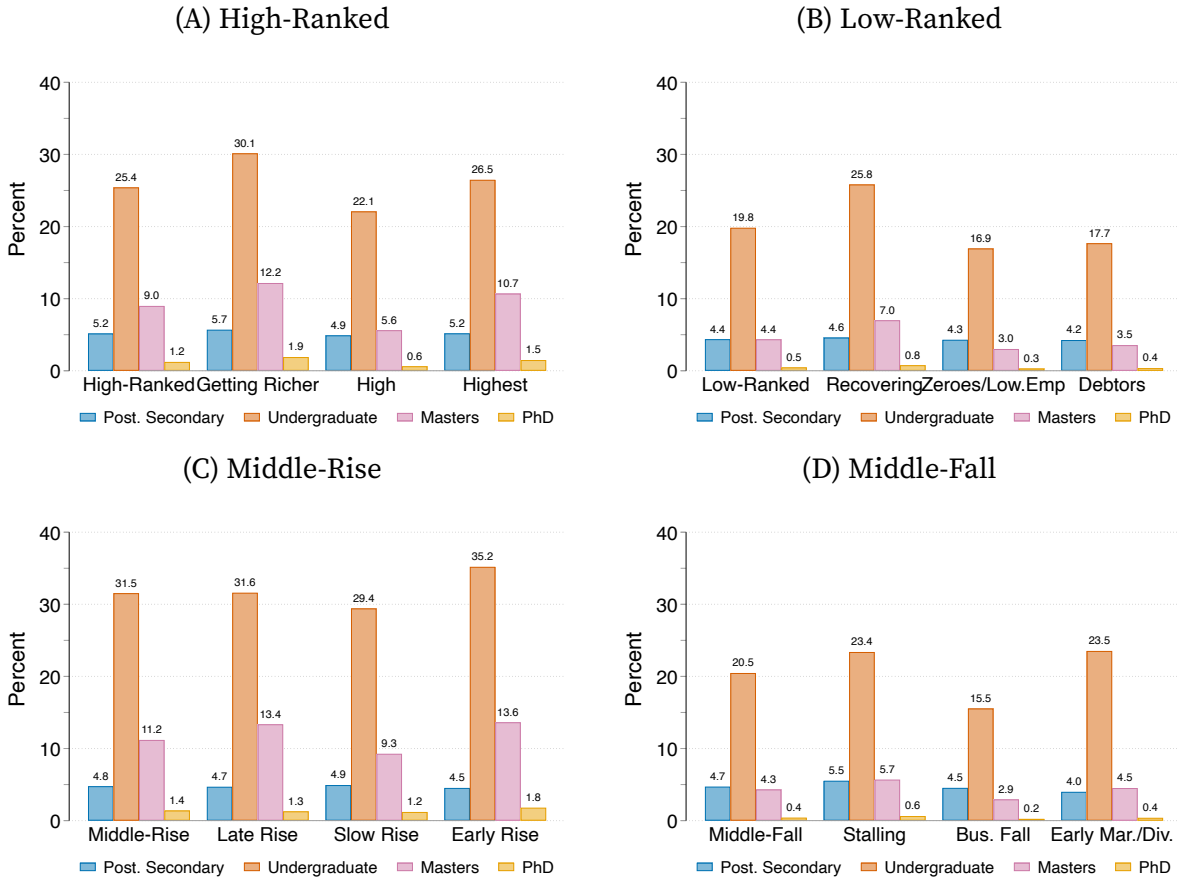 (A) High-Ranked
Percent
40
30
20
10
0
5.2 25.4 9.0 1.2
5.7 30.1 12.2 1.9
4.9 22.1 5.6 0.6
5.2 26.5 10.7 1.5
High-Ranked Getting Richer High Highest
Post. Secondary Undergraduate Masters PhD
(B) Low-Ranked
Percent
40
30
20
10
0
4.4 19.8 4.4 0.5
4.6 25.8 7.0 0.8
4.3 16.9 3.0 0.3
4.2 17.7 3.5 0.4
Low-Ranked Recovering Zeroes/Low.Emp Debtors
Post. Secondary Undergraduate Masters PhD
(C) Middle-Rise
Percent
40
30
20
10
0
4.8 31.5 11.2 1.4
4.7 31.6 13.4 1.3
4.9 29.4 9.3 1.2
4.5 35.2 13.6 1.8
Middle-Rise Late Rise Slow Rise Early Rise
Post. Secondary Undergraduate Masters PhD
(D) Middle-Fall
Percent
40
30
20
10
0
4.7 20.5 4.3 0.4
5.5 23.4 5.7 0.6
4.5 15.5 2.9 0.2
4.0 23.5 4.5 0.4
Middle-Fall Stalling Bus. Fall Early Mar./Div.
Post. Secondary Undergraduate Masters PhD